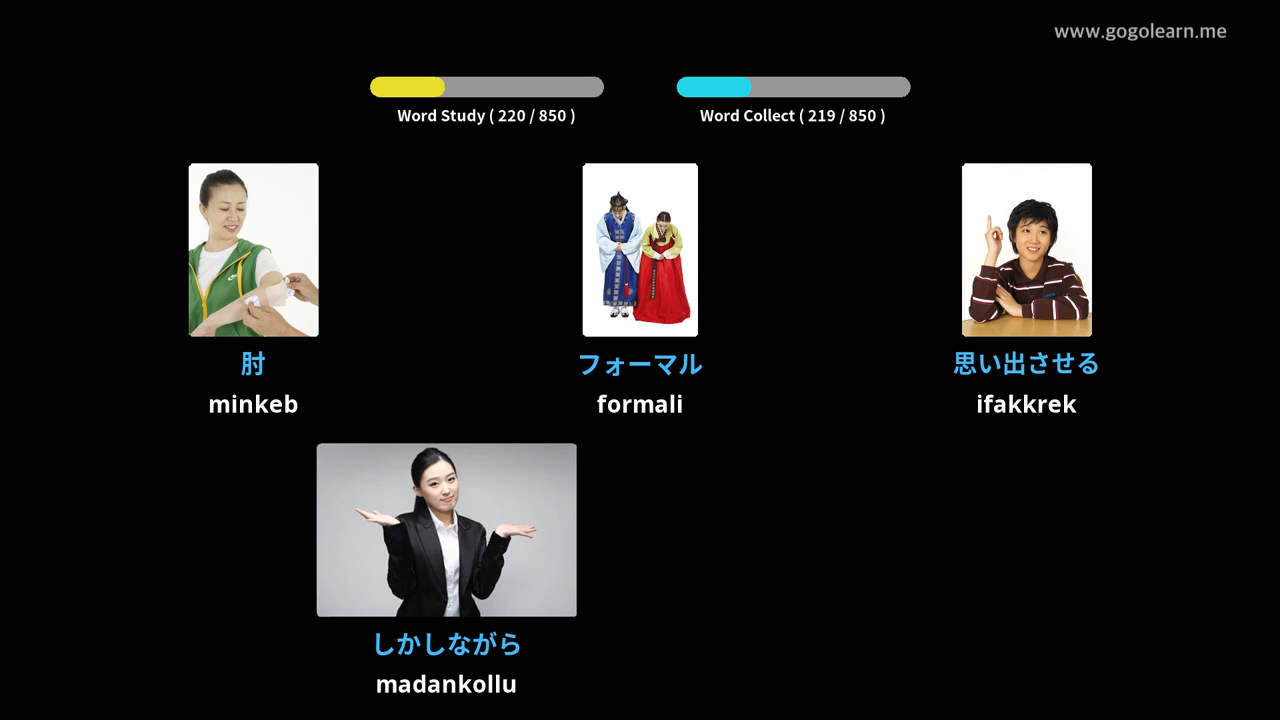 www.gogolearn.me
Word Study ( 220 / 850 )
Word Collect ( 219 / 850 )
肘
minkeb
フォーマル
formali
思い出させる
ifakkrek
しかしながら
madankollu